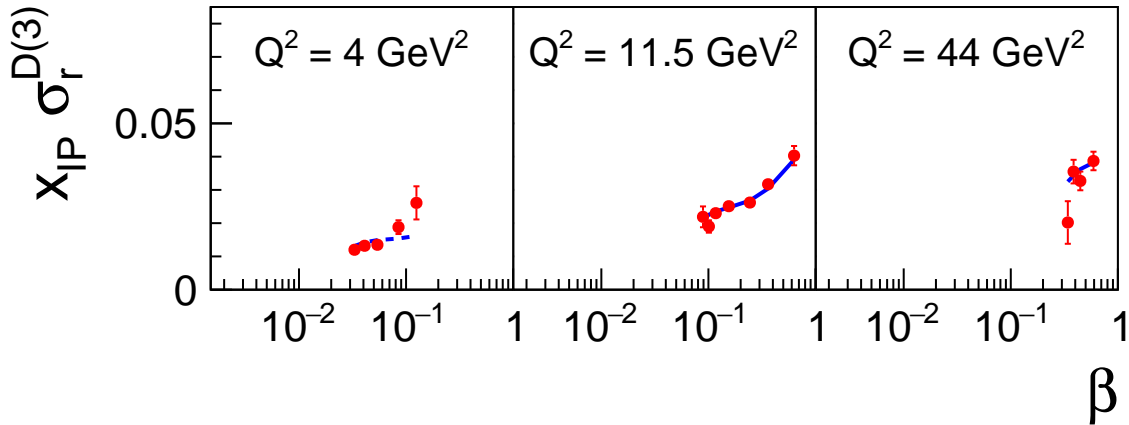 x_IP σ_r^D(3)
Q² = 4 GeV² Q² = 11.5 GeV² Q² = 44 GeV²
0.05
0
10⁻² 10⁻¹ 1 10⁻² 10⁻¹ 1 10⁻² 10⁻¹ 1
β